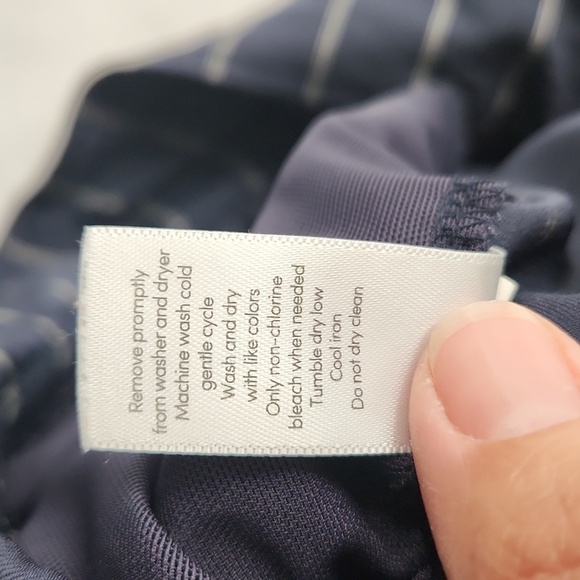 Remove promptly
from washer and dryer
Machine wash cold
gentle cycle
Wash and dry
with like colors
Only non-chlorine
bleach when needed
Tumble dry low
Cool iron
Do not dry clean